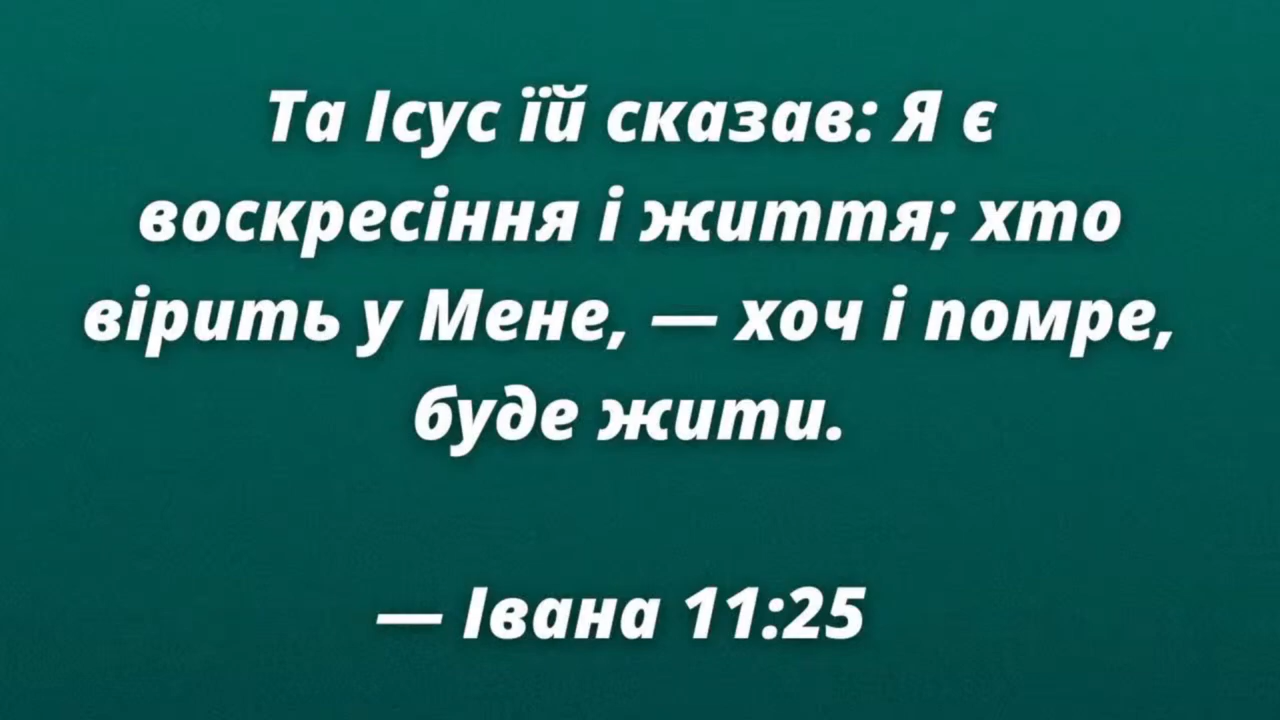 Та Ісус їй сказав: Я є
воскресіння і життя; хто
вірить у Мене, — хоч і помре,
буде жити.
— Івана 11:25